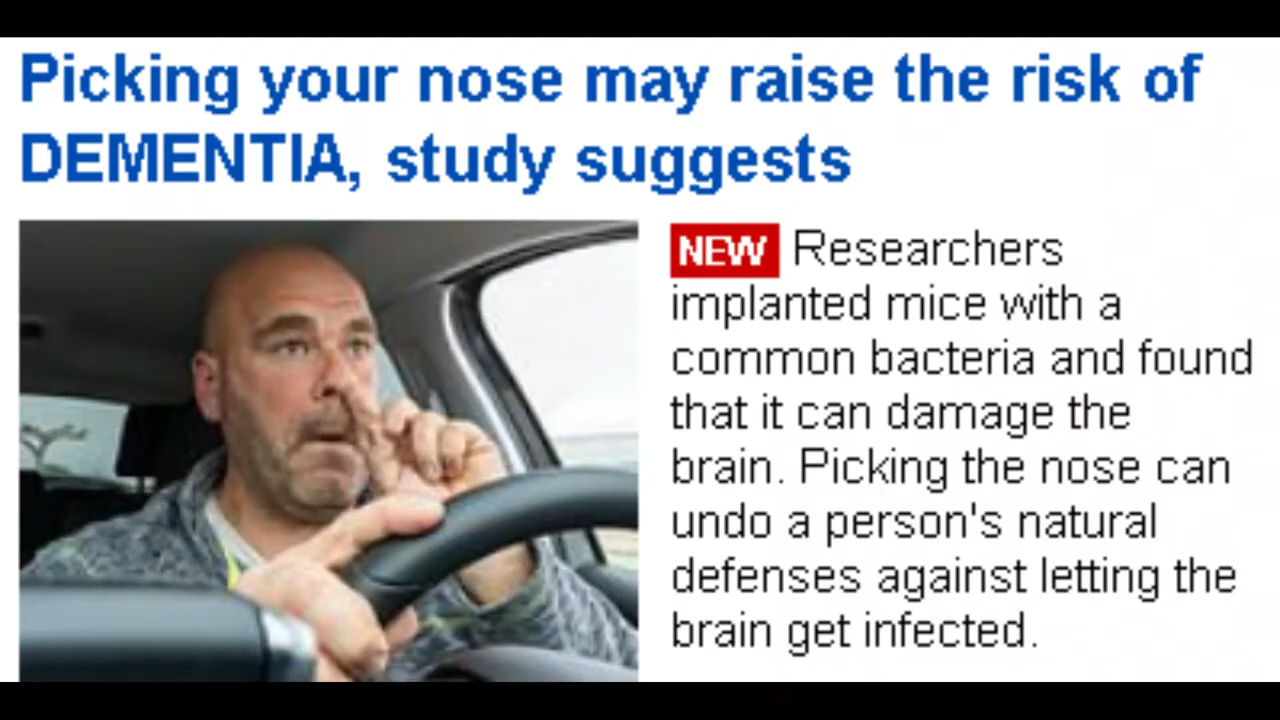 Picking your nose may raise the risk of
DEMENTIA, study suggests
NEW Researchers
implanted mice with a
common bacteria and found
that it can damage the
brain. Picking the nose can
undo a person's natural
defenses against letting the
brain get infected.